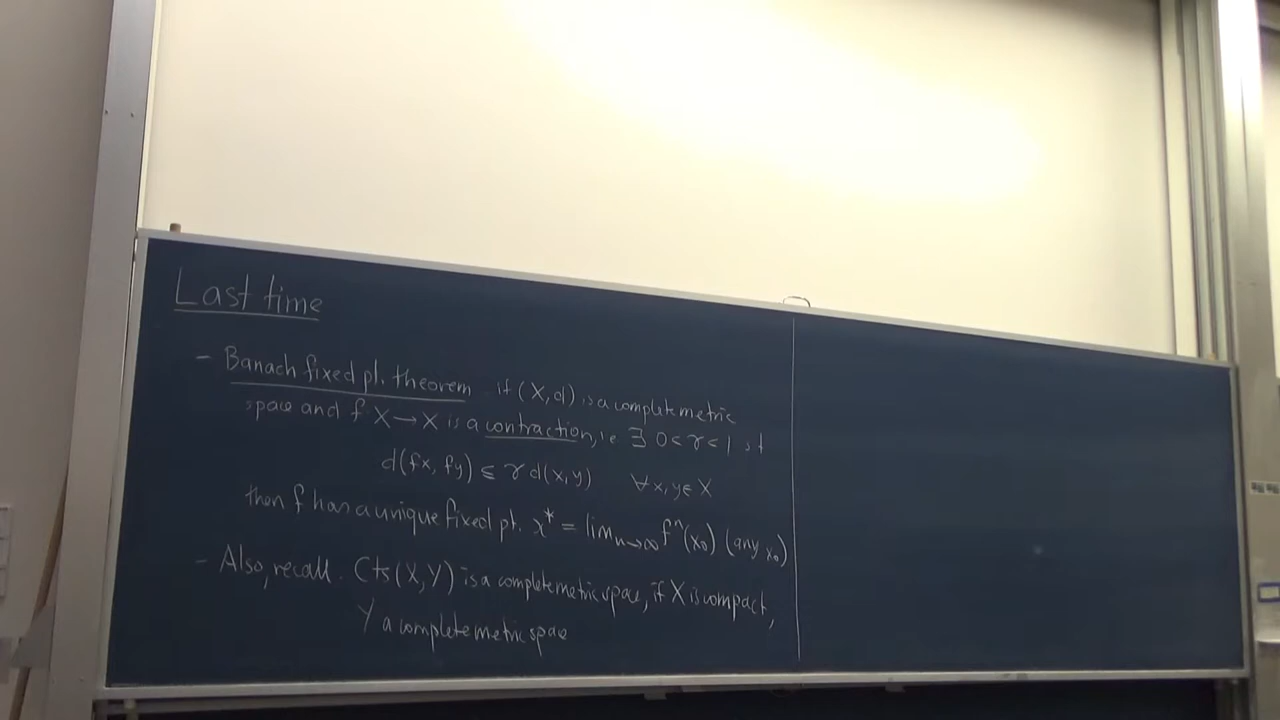 Last time
- Banach fixed pt. theorem if (X, d) is a complete metric
space and f: X → X is a contraction, ie ∃ 0 < γ < 1 st
d(fx, fy) ≤ γ d(x, y) ∀ x, y ∈ X
then f has a unique fixed pt. x* = lim_{n→∞} f^n(x₀) (any x₀)
- Also, recall. Cts(X, Y) is a complete metric space, if X is compact,
Y a complete metric space